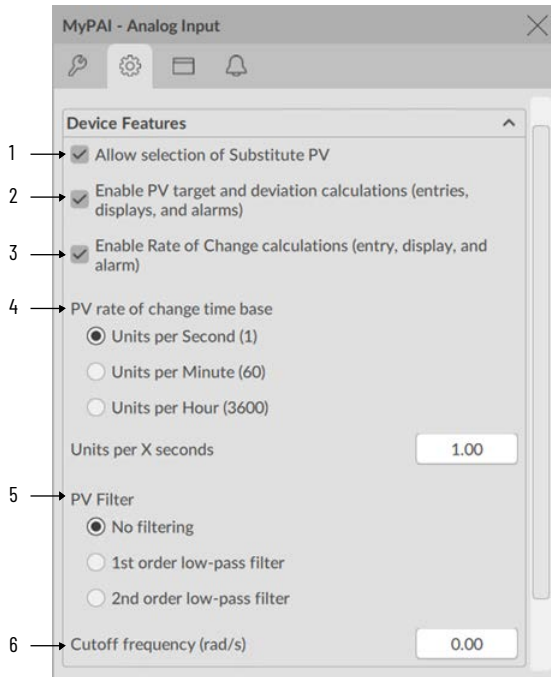 MyPAI - Analog Input
Device Features
1 Allow selection of Substitute PV
2 Enable PV target and deviation calculations (entries,
displays, and alarms)
3 Enable Rate of Change calculations (entry, display, and
alarm)
4 PV rate of change time base
Units per Second (1)
Units per Minute (60)
Units per Hour (3600)
Units per X seconds 1.00
5 PV Filter
No filtering
1st order low-pass filter
2nd order low-pass filter
6 Cutoff frequency (rad/s) 0.00